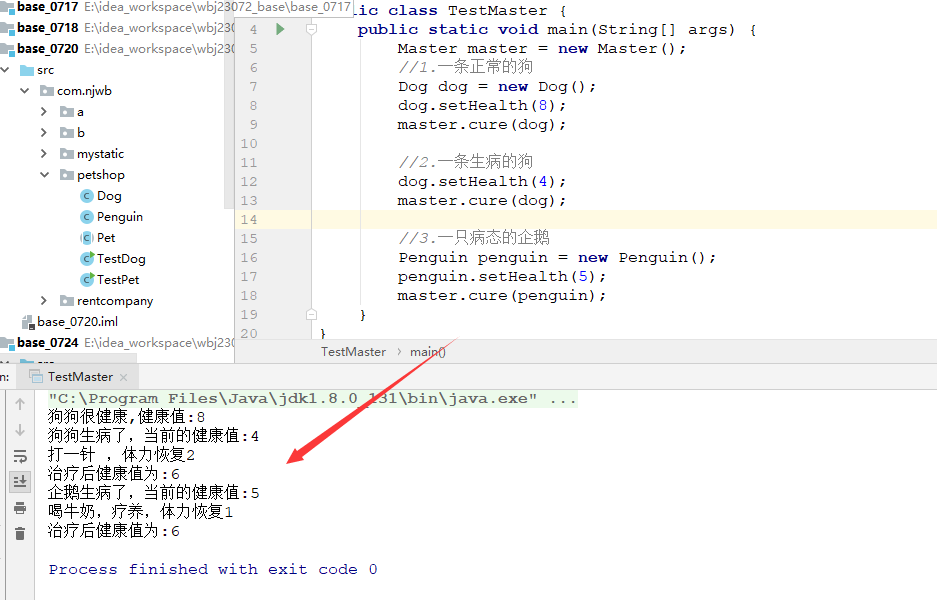 base_0717 E:\idea_workspace\wbj23072_base\base_0717
base_0718 E:\idea_workspace\wbj230
base_0720 E:\idea_workspace\wbj230
src
com.njwb
a
b
mystatic
petshop
C Dog
C Penguin
C Pet
C TestDog
C TestPet
rentcompany
base_0720.iml
base_0724 E:\idea_workspace\wbj230
lic class TestMaster {
4 public static void main(String[] args) {
5 Master master = new Master();
6 //1.一条正常的狗
7 Dog dog = new Dog();
8 dog.setHealth(8);
9 master.cure(dog);
10
11 //2.一条生病的狗
12 dog.setHealth(4);
13 master.cure(dog);
14
15 //3.一只病态的企鹅
16 Penguin penguin = new Penguin();
17 penguin.setHealth(5);
18 master.cure(penguin);
19 }
20 }
TestMaster › main()
n: TestMaster ×
"C:\Program Files\Java\jdk1.8.0_131\bin\java.exe" ...
狗狗很健康,健康值:8
狗狗生病了，当前的健康值:4
打一针 ，体力恢复2
治疗后健康值为:6
企鹅生病了，当前的健康值:5
喝牛奶，疗养，体力恢复1
治疗后健康值为:6
Process finished with exit code 0